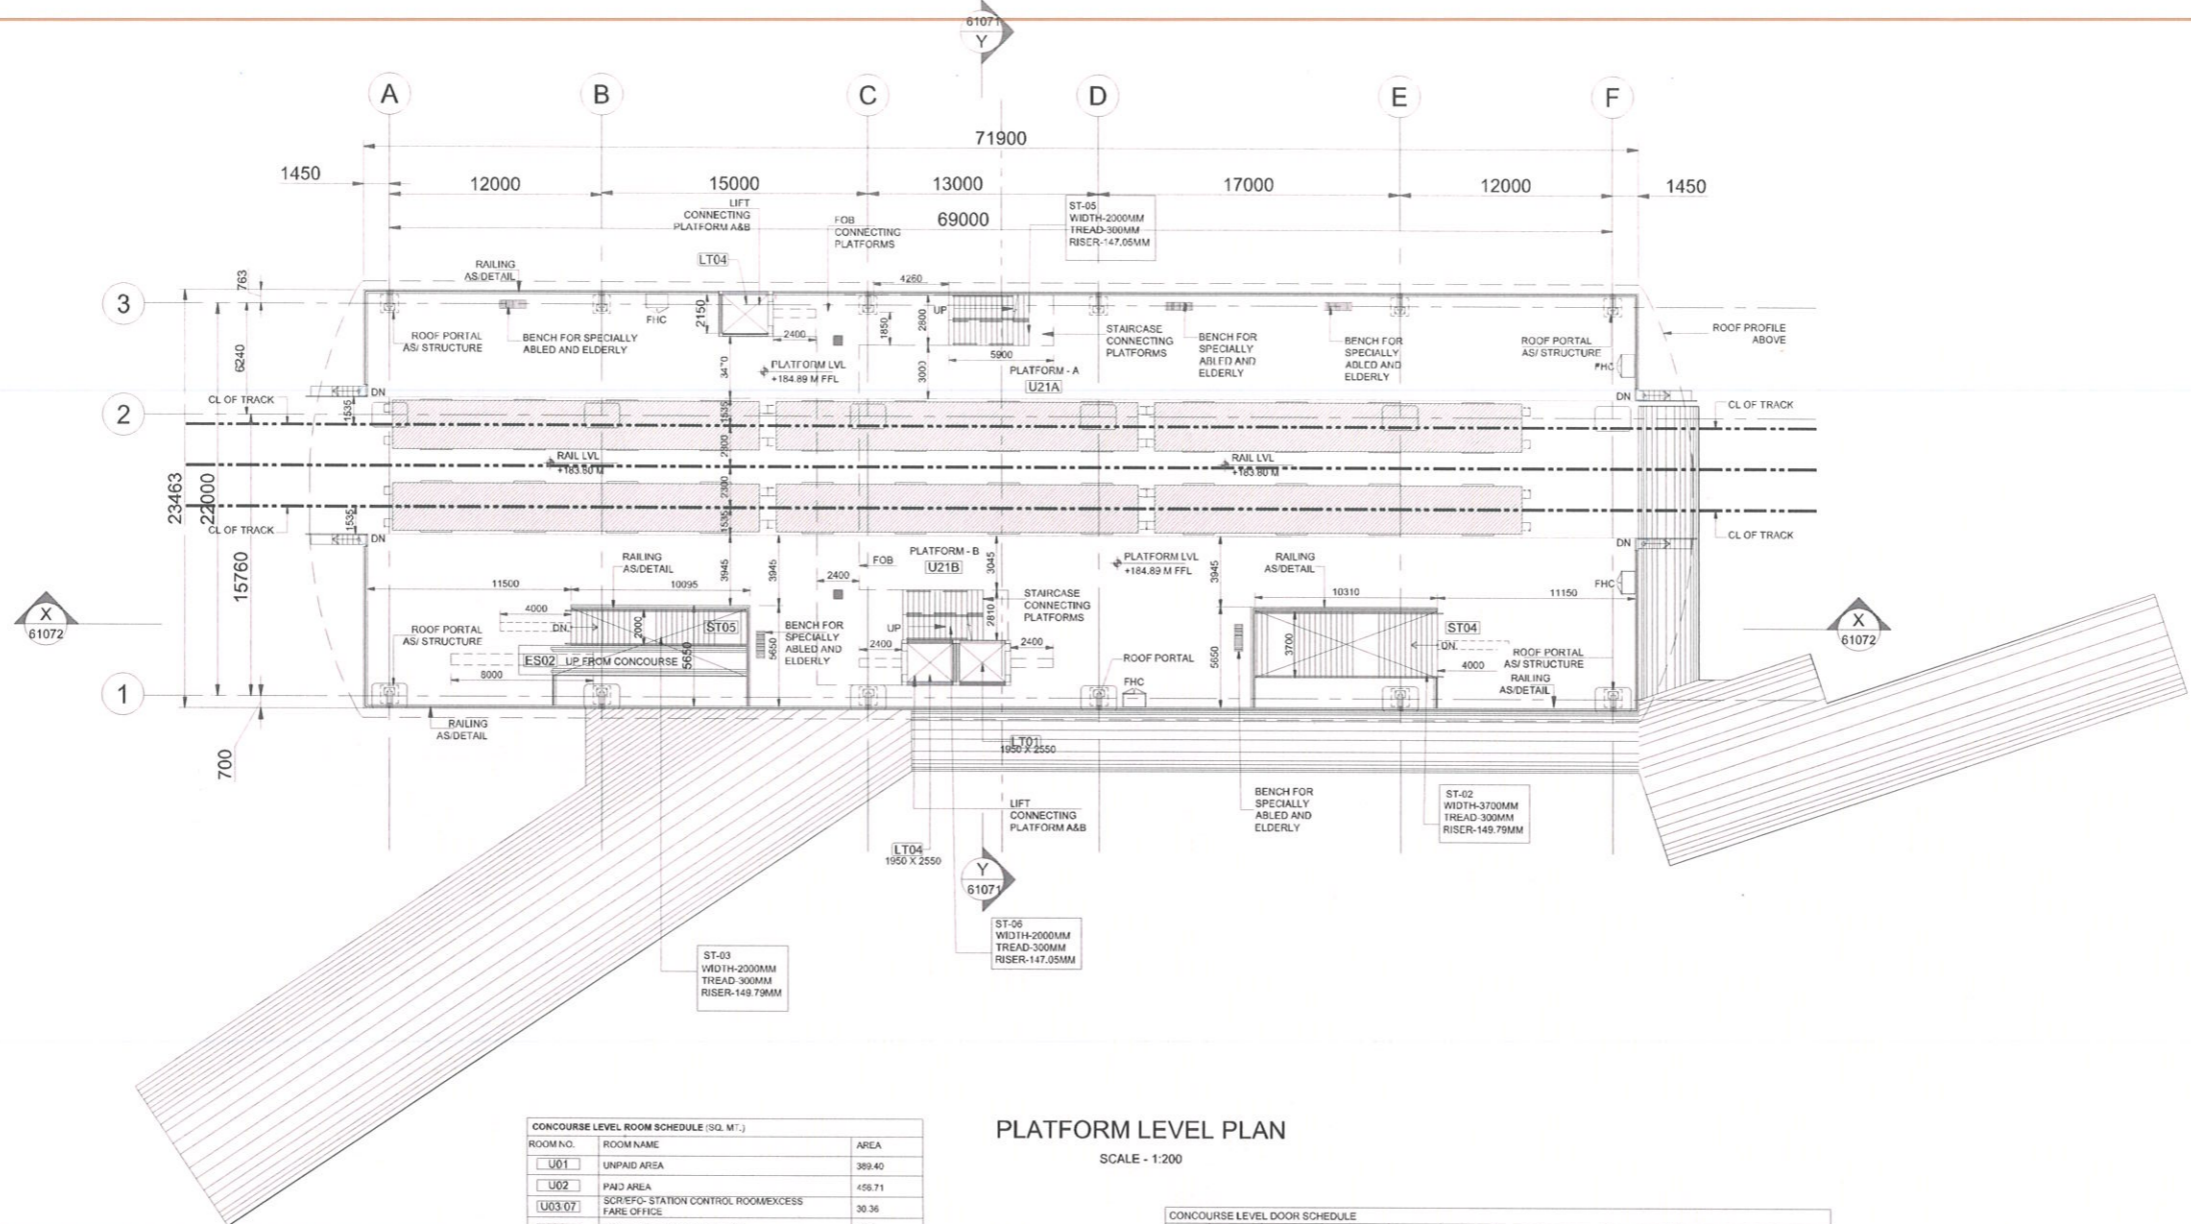 61071
Y
A
B
C
D
E
F
71900
1450
12000
15000
13000
17000
12000
1450
69000
LIFT
CONNECTING
PLATFORM A&B
FOB
CONNECTING
PLATFORMS
ST-05
WIDTH-2000MM
TREAD-300MM
RISER-147.05MM
LT04
RAILING
AS/DETAIL
763
4260
3
2150
FHC
2400
1850
2800
UP
ROOF PORTAL
AS/ STRUCTURE
BENCH FOR SPECIALLY
ABLED AND ELDERLY
STAIRCASE
CONNECTING
PLATFORMS
BENCH FOR
SPECIALLY
ABLED AND
ELDERLY
BENCH FOR
SPECIALLY
ABLED AND
ELDERLY
ROOF PORTAL
AS/ STRUCTURE
ROOF PROFILE
ABOVE
FHC
6240
PLATFORM LVL
+184.89 M FFL
3000
5900
PLATFORM - A
U21A
DN
DN
CL OF TRACK
1535
1535
CL OF TRACK
2
RAIL LVL
+183.80 M
RAIL LVL
+183.80 M
2300
2300
23463
22000
1535
1535
CL OF TRACK
CL OF TRACK
DN
DN
15760
RAILING
AS/DETAIL
3945
3945
FOB
PLATFORM - B
U21B
3045
PLATFORM LVL
+184.89 M FFL
3945
RAILING
AS/DETAIL
FHC
11500
10095
2400
10310
11150
X
61072
4000
DN.
2000
ST05
5650
5650
BENCH FOR
SPECIALLY
ABLED AND
ELDERLY
UP
2810
STAIRCASE
CONNECTING
PLATFORMS
5650
3700
ST04
DN.
4000
X
61072
ROOF PORTAL
AS/ STRUCTURE
ES02
UP FROM CONCOURSE
8000
2400
2400
ROOF PORTAL
FHC
ROOF PORTAL
AS/ STRUCTURE
RAILING
AS/DETAIL
1
RAILING
AS/DETAIL
700
LT01
1950 X 2550
LIFT
CONNECTING
PLATFORM A&B
LT04
1950 X 2550
BENCH FOR
SPECIALLY
ABLED AND
ELDERLY
ST-02
WIDTH-3700MM
TREAD-300MM
RISER-149.79MM
Y
61071
ST-06
WIDTH-2000MM
TREAD-300MM
RISER-147.05MM
ST-03
WIDTH-2000MM
TREAD-300MM
RISER-149.79MM
PLATFORM LEVEL PLAN
SCALE - 1:200
CONCOURSE LEVEL ROOM SCHEDULE (SQ. MT.)
ROOM NO. ROOM NAME AREA
U01 UNPAID AREA 389.40
U02 PAID AREA 456.71
U03/07 SCR/EFO- STATION CONTROL ROOM/EXCESS
FARE OFFICE 30.36
CONCOURSE LEVEL DOOR SCHEDULE